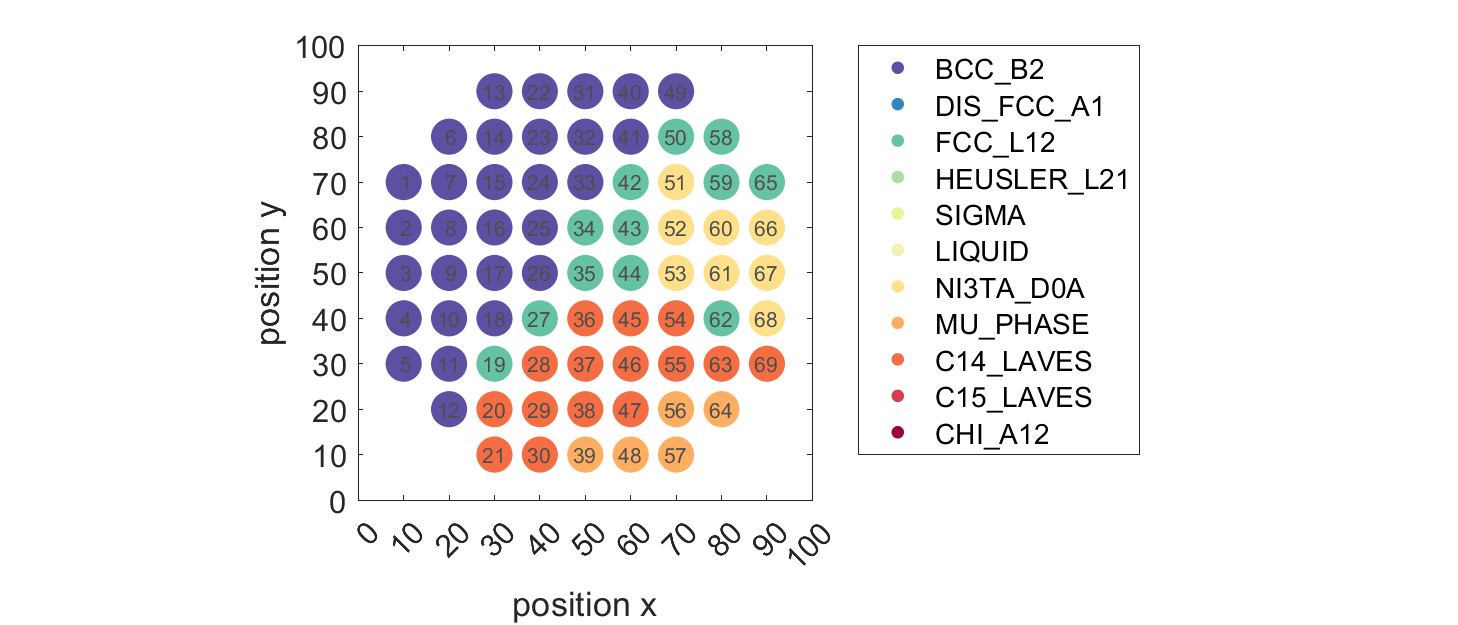 100
90
80
70
60
50
40
30
20
10
0
position y
13 22 31 40 49
6 14 23 32 41 50 58
1 7 15 24 33 42 51 59 65
2 8 16 25 34 43 52 60 66
3 9 17 26 35 44 53 61 67
4 10 18 27 36 45 54 62 68
5 11 19 28 37 46 55 63 69
12 20 29 38 47 56 64
21 30 39 48 57
0 10 20 30 40 50 60 70 80 90 100
position x
BCC_B2
DIS_FCC_A1
FCC_L12
HEUSLER_L21
SIGMA
LIQUID
NI3TA_D0A
MU_PHASE
C14_LAVES
C15_LAVES
CHI_A12